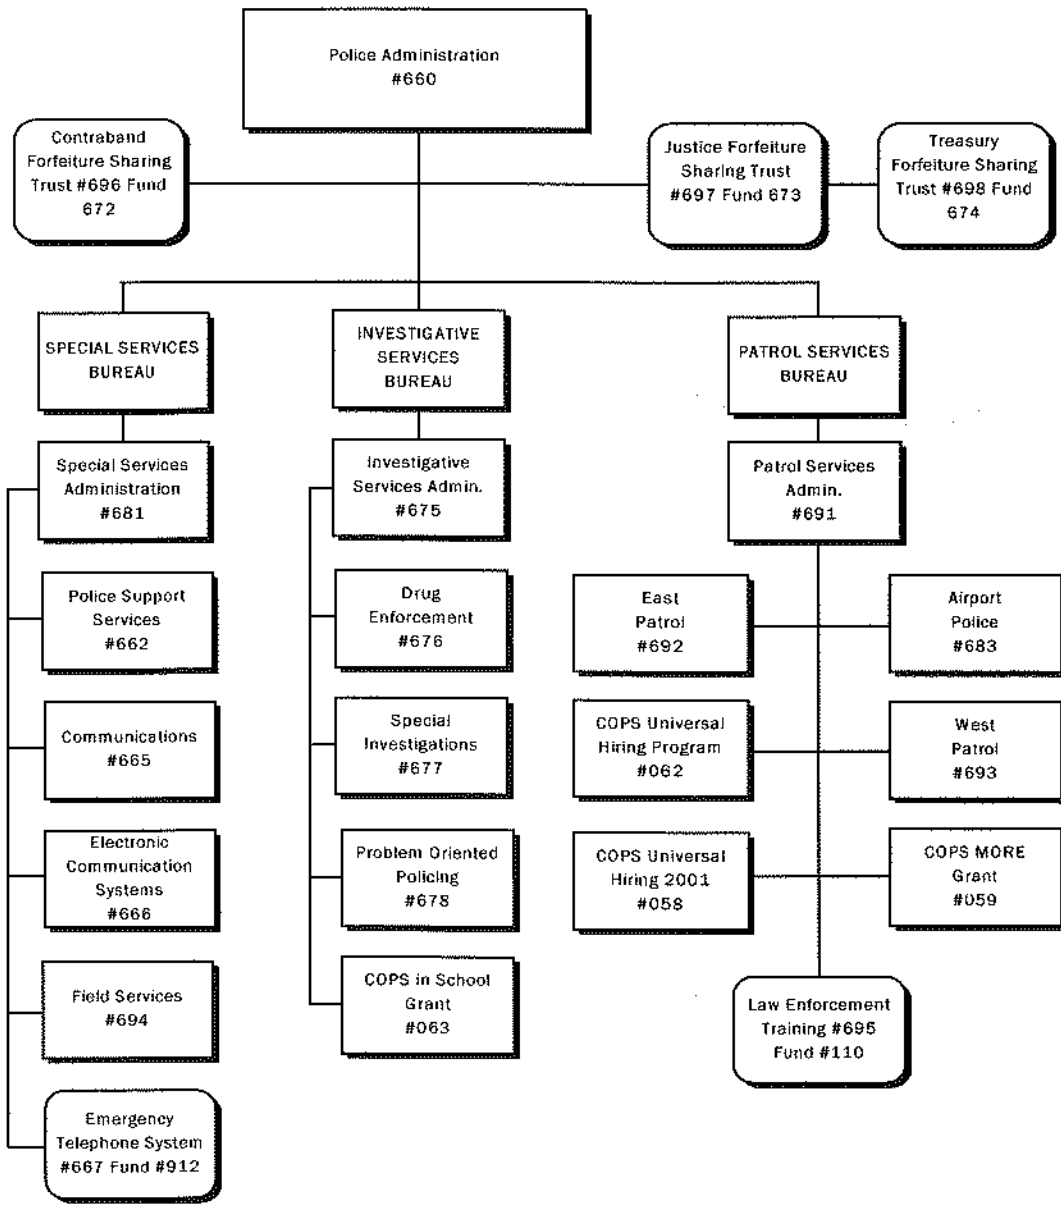 Police Administration
#660
Contraband
Forfeiture Sharing
Trust #696 Fund
672
Justice Forfeiture
Sharing Trust
#697 Fund 673
Treasury
Forfeiture Sharing
Trust #698 Fund
674
SPECIAL SERVICES
BUREAU
INVESTIGATIVE
SERVICES
BUREAU
PATROL SERVICES
BUREAU
Special Services
Administration
#681
Investigative
Services Admin.
#675
Patrol Services
Admin.
#691
Police Support
Services
#662
Drug
Enforcement
#676
East
Patrol
#692
Airport
Police
#683
Communications
#665
Special
Investigations
#677
COPS Universal
Hiring Program
#062
West
Patrol
#693
Electronic
Communication
Systems
#666
Problem Oriented
Policing
#678
COPS Universal
Hiring 2001
#058
COPS MORE
Grant
#059
Field Services
#694
COPS in School
Grant
#063
Law Enforcement
Training #695
Fund #110
Emergency
Telephone System
#667 Fund #912